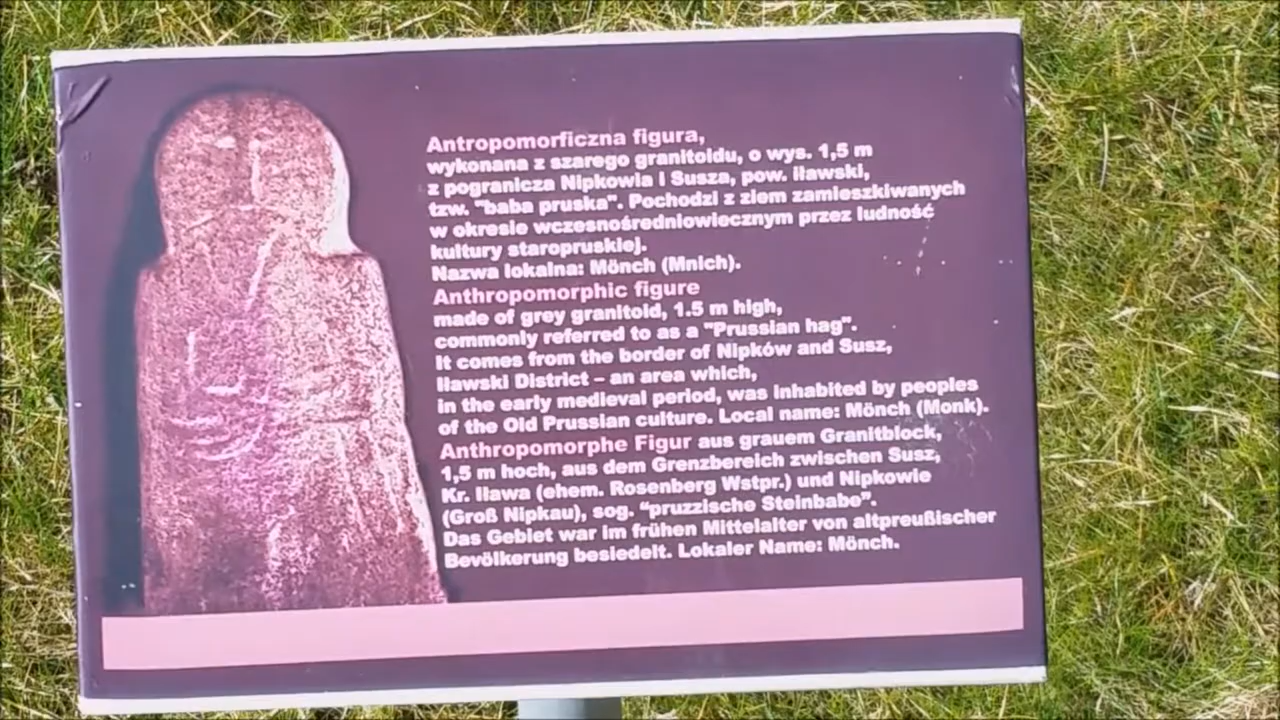 Antropomorficzna figura,
wykonana z szarego granitoidu, o wys. 1,5 m
z pogranicza Nipkowia i Susza, pow. iławski,
tzw. "baba pruska". Pochodzi z ziem zamieszkiwanych
w okresie wczesnośredniowiecznym przez ludność
kultury staropruskiej.
Nazwa lokalna: Mönch (Mnich).
Anthropomorphic figure
made of grey granitoid, 1.5 m high,
commonly referred to as a "Prussian hag".
It comes from the border of Nipków and Susz,
Iławski District – an area which,
in the early medieval period, was inhabited by peoples
of the Old Prussian culture. Local name: Mönch (Monk).
Anthropomorphe Figur aus grauem Granitblock,
1,5 m hoch, aus dem Grenzbereich zwischen Susz,
Kr. Iława (ehem. Rosenberg Wstpr.) und Nipkowie
(Groß Nipkau), sog. “pruzzische Steinbabe”.
Das Gebiet war im frühen Mittelalter von altpreußischer
Bevölkerung besiedelt. Lokaler Name: Mönch.